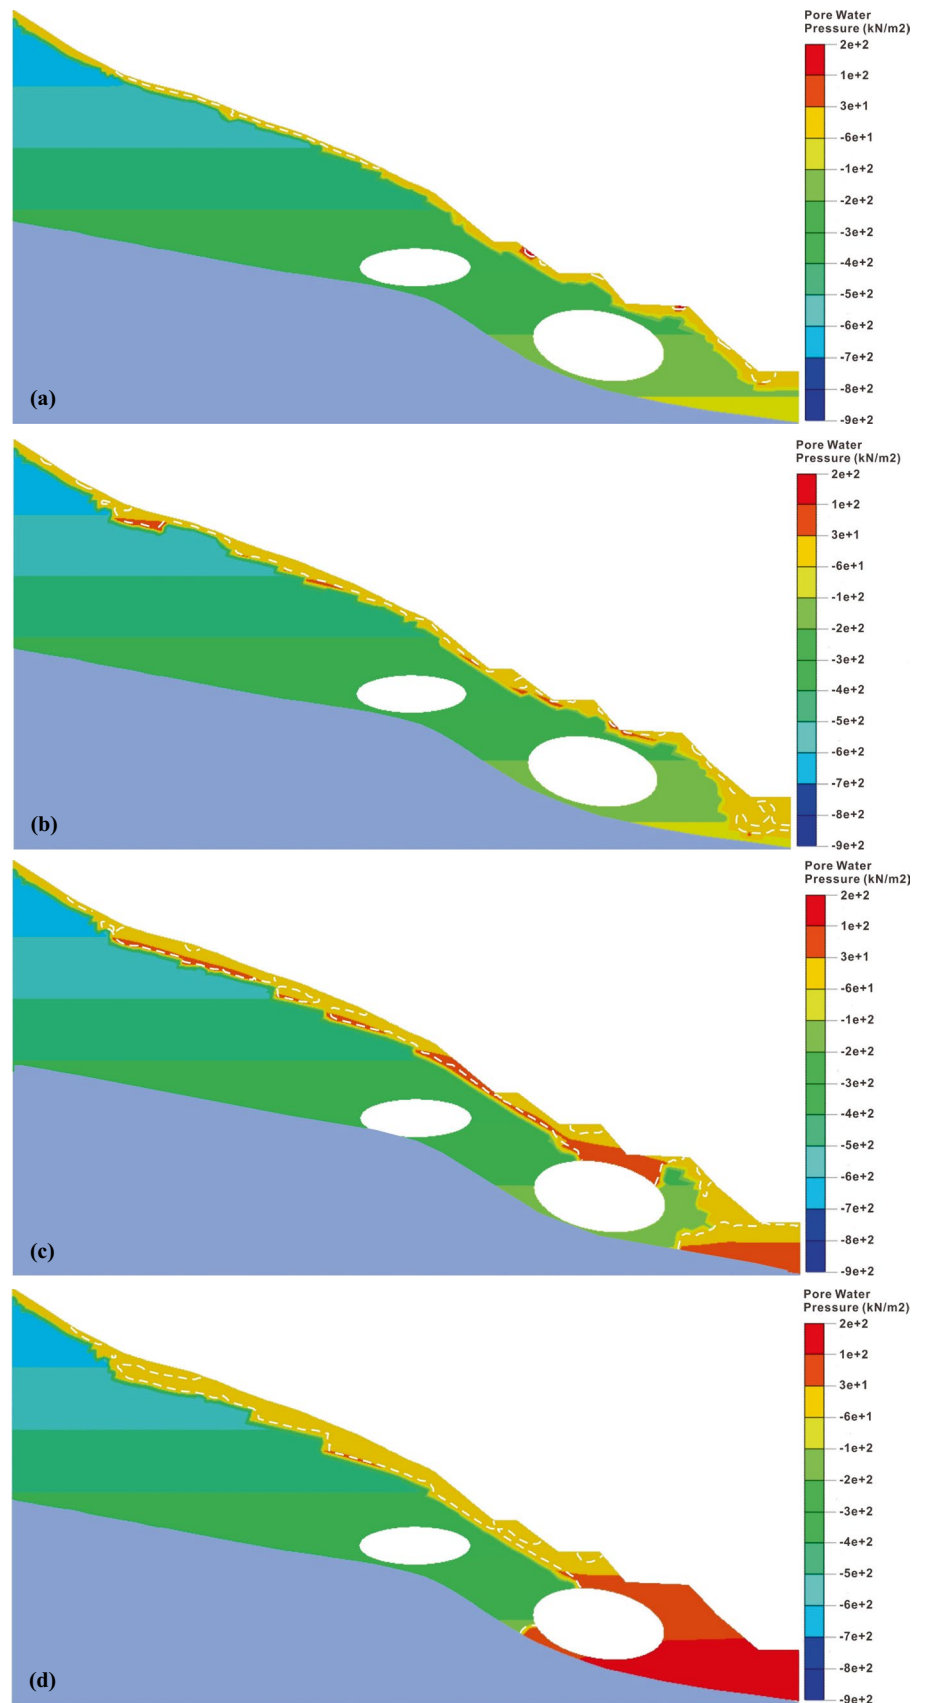 Pore Water
Pressure (kN/m2)
2e+2
1e+2
3e+1
-6e+1
-1e+2
-2e+2
-3e+2
-4e+2
-5e+2
-6e+2
-7e+2
-8e+2
-9e+2
(a)
Pore Water
Pressure (kN/m2)
2e+2
1e+2
3e+1
-6e+1
-1e+2
-2e+2
-3e+2
-4e+2
-5e+2
-6e+2
-7e+2
-8e+2
-9e+2
(b)
Pore Water
Pressure (kN/m2)
2e+2
1e+2
3e+1
-6e+1
-1e+2
-2e+2
-3e+2
-4e+2
-5e+2
-6e+2
-7e+2
-8e+2
-9e+2
(c)
Pore Water
Pressure (kN/m2)
2e+2
1e+2
3e+1
-6e+1
-1e+2
-2e+2
-3e+2
-4e+2
-5e+2
-6e+2
-7e+2
-8e+2
-9e+2
(d)